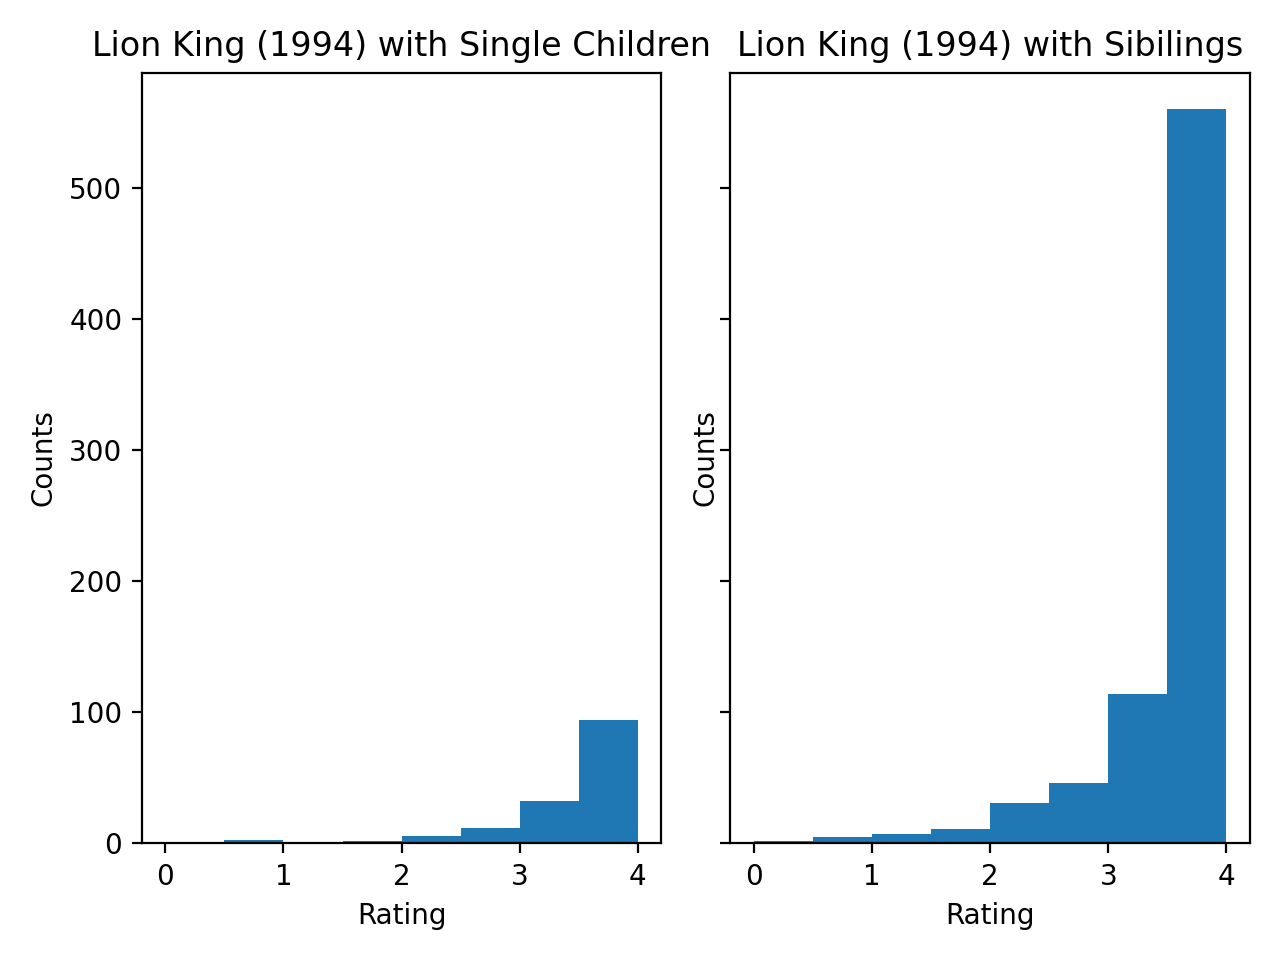 Lion King (1994) with Single Children
Lion King (1994) with Sibilings
500
400
300
200
100
0
Counts
0 1 2 3 4
Rating
Counts
0 1 2 3 4
Rating